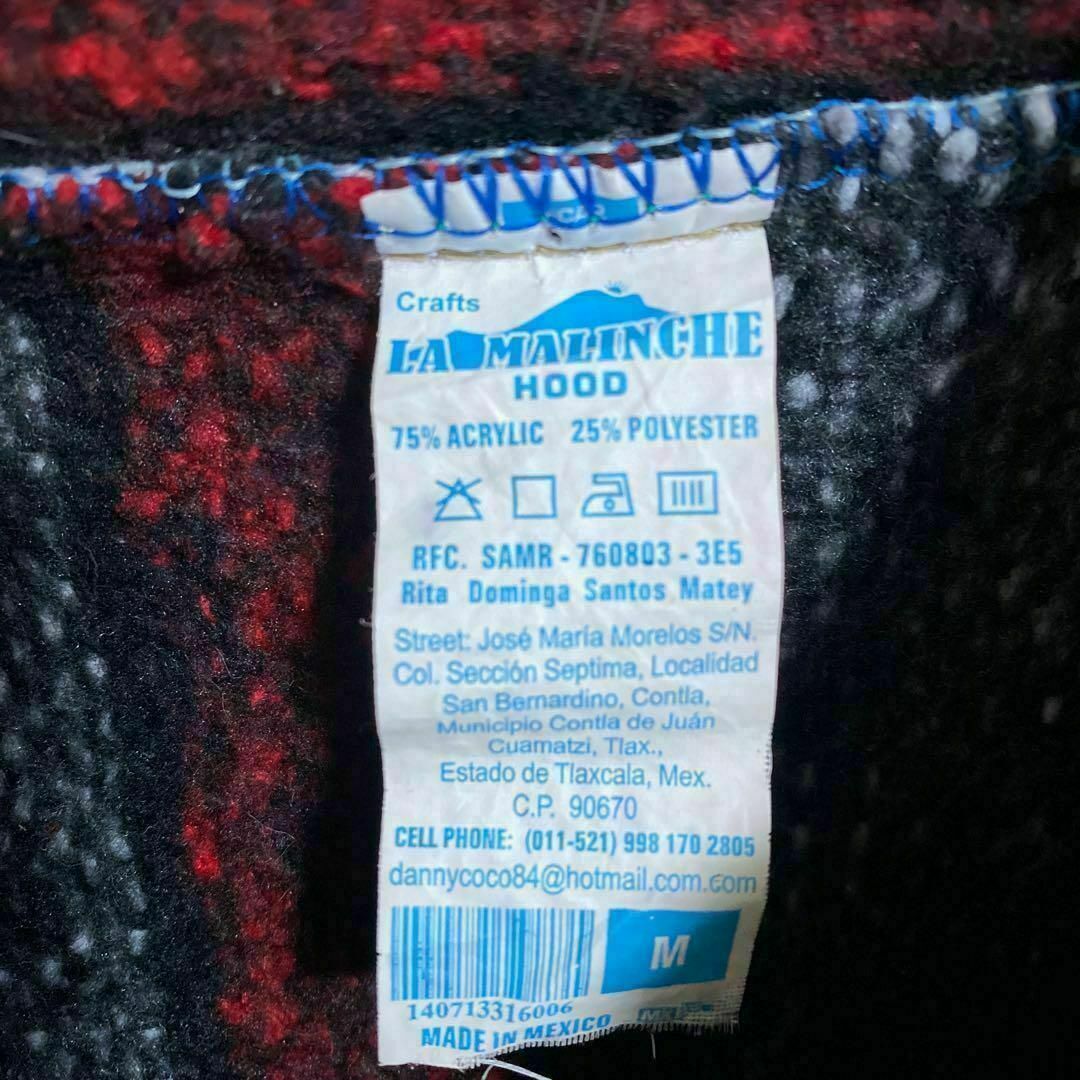 Crafts
LA MALINCHE
HOOD
75% ACRYLIC 25% POLYESTER
RFC. SAMR - 760803 - 3E5
Rita Dominga Santos Matey
Street: José María Morelos S/N.
Col. Sección Septima, Localidad
San Bernardino, Contla,
Municipio Contla de Juán
Cuamatzi, Tlax.,
Estado de Tlaxcala, Mex.
C.P. 90670
CELL PHONE: (011-521) 998 170 2805
dannycoco84@hotmail.com.com
M
140713316006
MADE IN MEXICO